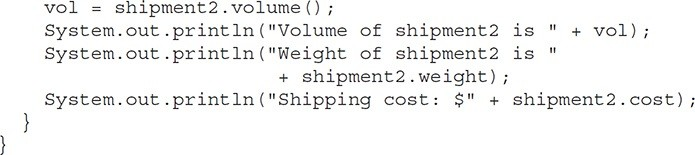 vol = shipment2.volume();
System.out.println("Volume of shipment2 is " + vol);
System.out.println("Weight of shipment2 is "
+ shipment2.weight);
System.out.println("Shipping cost: $" + shipment2.cost);
}
}